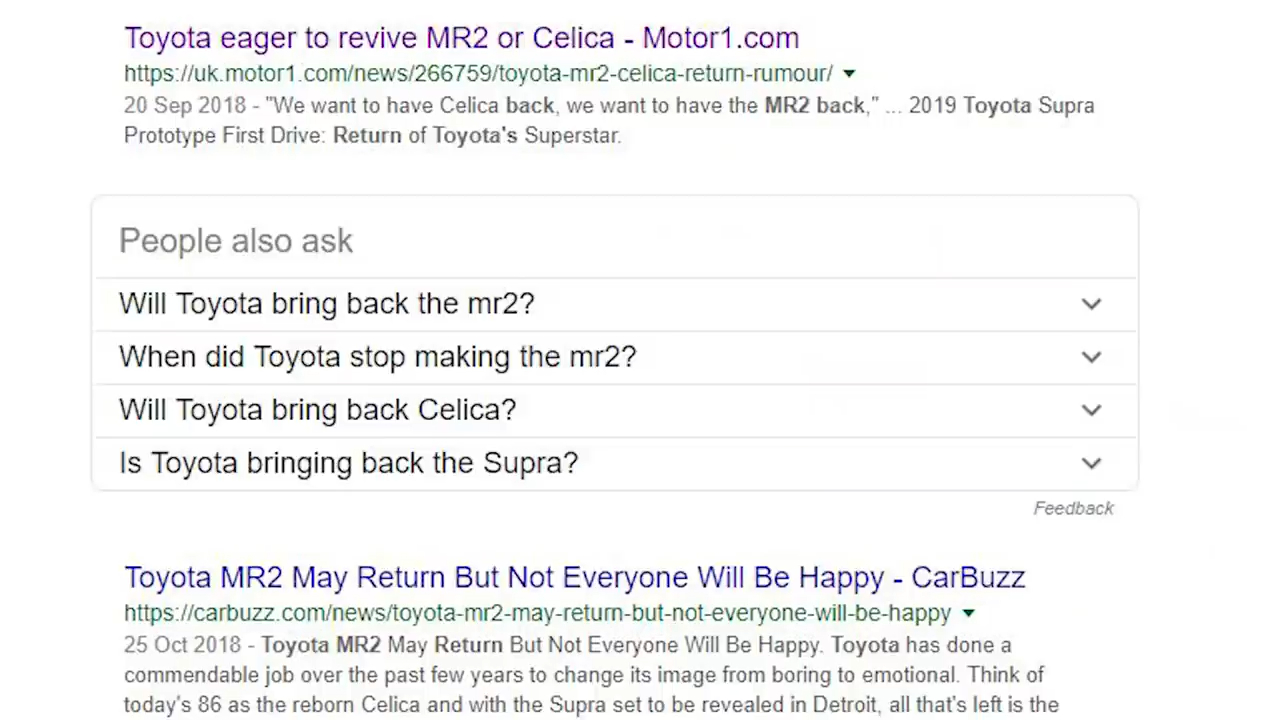 Toyota eager to revive MR2 or Celica - Motor1.com
https://uk.motor1.com/news/266759/toyota-mr2-celica-return-rumour/
20 Sep 2018 - "We want to have Celica back, we want to have the MR2 back," ... 2019 Toyota Supra
Prototype First Drive: Return of Toyota's Superstar.
People also ask
Will Toyota bring back the mr2?
When did Toyota stop making the mr2?
Will Toyota bring back Celica?
Is Toyota bringing back the Supra?
Feedback
Toyota MR2 May Return But Not Everyone Will Be Happy - CarBuzz
https://carbuzz.com/news/toyota-mr2-may-return-but-not-everyone-will-be-happy
25 Oct 2018 - Toyota MR2 May Return But Not Everyone Will Be Happy. Toyota has done a
commendable job over the past few years to change its image from boring to emotional. Think of
today's 86 as the reborn Celica and with the Supra set to be revealed in Detroit, all that's left is the